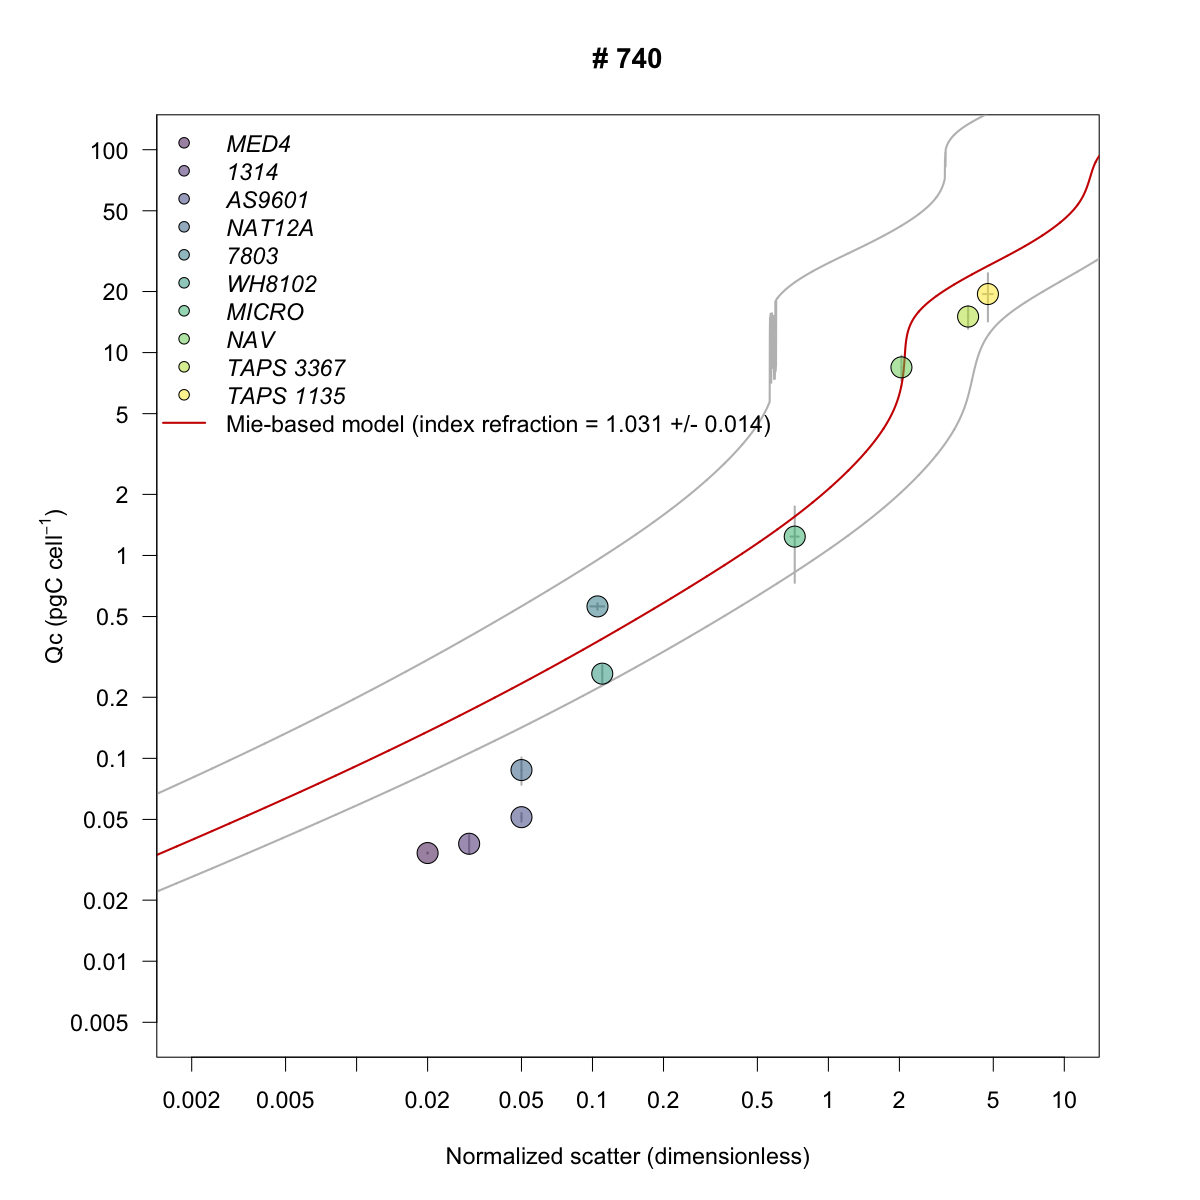 # 740
MED4
1314
AS9601
NAT12A
7803
WH8102
MICRO
NAV
TAPS 3367
TAPS 1135
Mie-based model (index refraction = 1.031 +/- 0.014)
100
50
20
10
5
2
1
0.5
0.2
0.1
0.05
0.02
0.01
0.005
Qc (pgC cell⁻¹)
0.002 0.005 0.02 0.05 0.1 0.2 0.5 1 2 5 10
Normalized scatter (dimensionless)